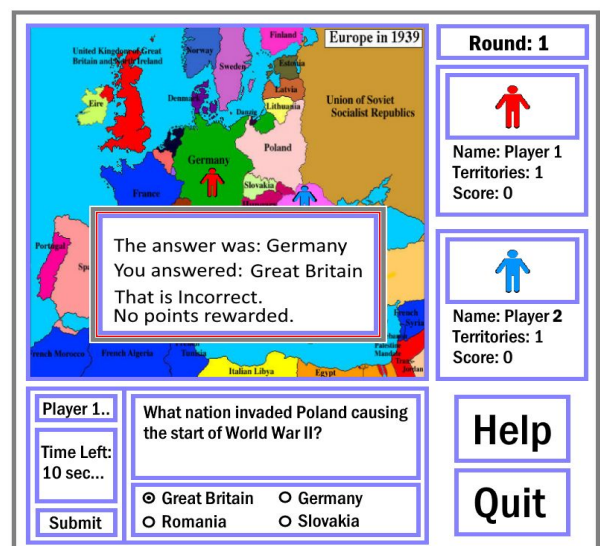 Europe in 1939
United Kingdom of Great
Britain and North Ireland
Norway
Finland
Sweden
Estovia
Latvia
Lithuania
Denmark
Danzig
Eire
Union of Soviet
Socialist Republics
Germany
Poland
Slovakia
France
Portugal
The answer was: Germany
You answered: Great Britain
That is Incorrect.
No points rewarded.
French Morocco
French Algeria
Tunisia
Italian Libya
Egypt
French
Syria
Palestine
Mandate
Trans-
Jordan
Round: 1
Name: Player 1
Territories: 1
Score: 0
Name: Player 2
Territories: 1
Score: 0
Player 1..
Time Left:
10 sec...
Submit
What nation invaded Poland causing
the start of World War II?
Great Britain
Germany
Romania
Slovakia
Help
Quit